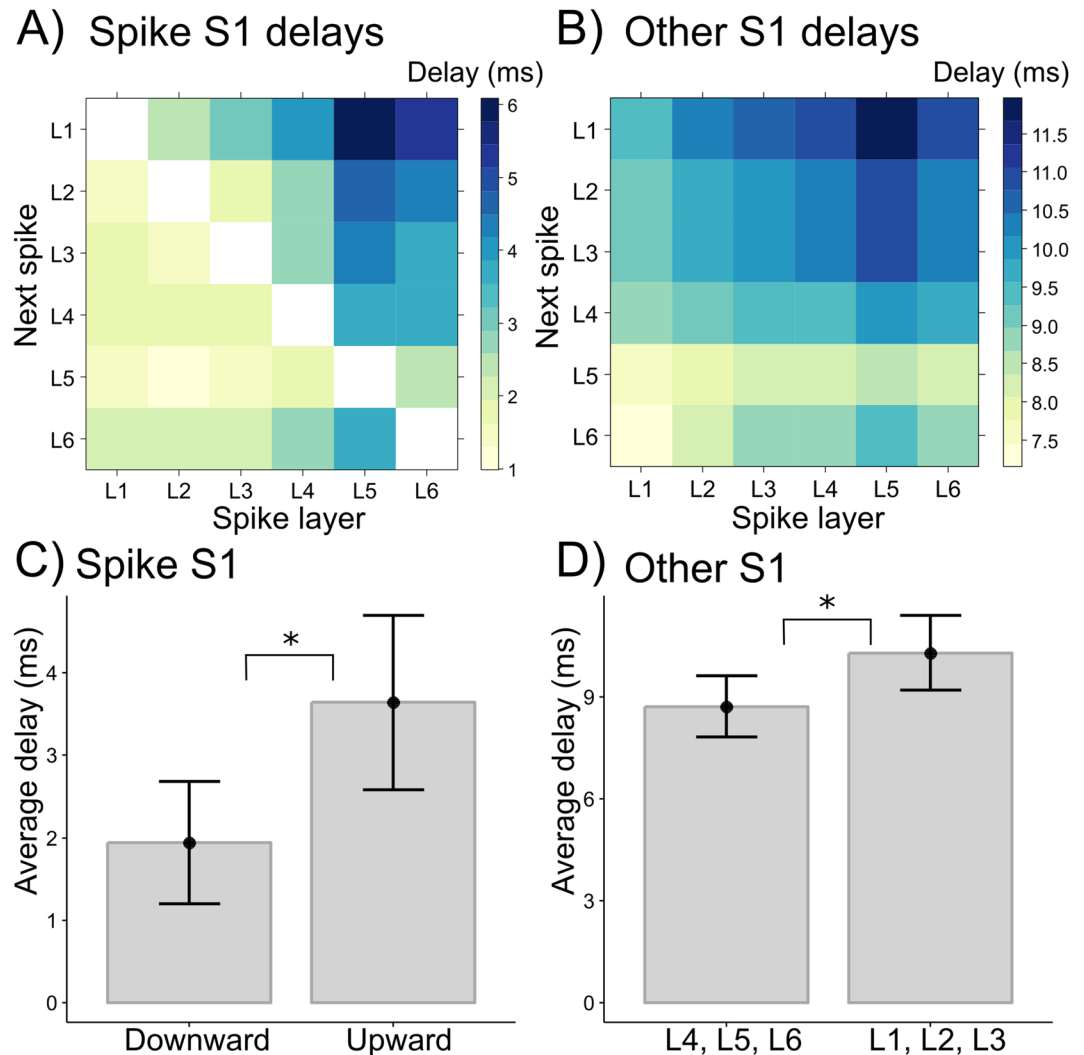 A) Spike S1 delays
Delay (ms)
Next spike
L1
L2
L3
L4
L5
L6
6
5
4
3
2
1
L1 L2 L3 L4 L5 L6
Spike layer
B) Other S1 delays
Delay (ms)
Next spike
L1
L2
L3
L4
L5
L6
11.5
11.0
10.5
10.0
9.5
9.0
8.5
8.0
7.5
L1 L2 L3 L4 L5 L6
Spike layer
C) Spike S1
Average delay (ms)
4
3
2
1
0
*
Downward Upward
D) Other S1
Average delay (ms)
9
6
3
0
*
L4, L5, L6 L1, L2, L3